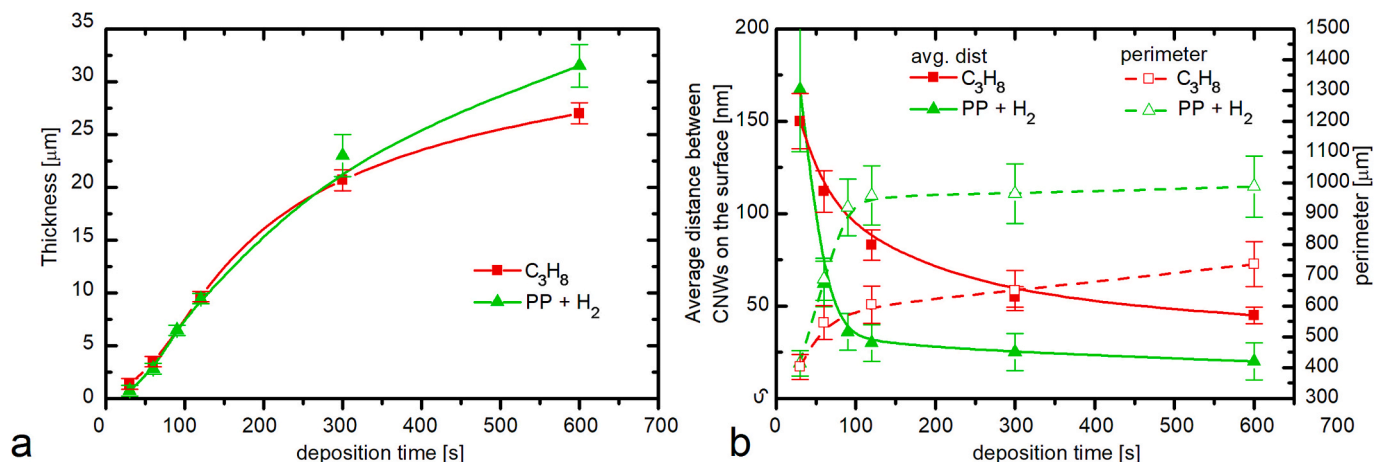 35
30
25
20
15
10
5
0
Thickness [μm]
C₃H₈
PP + H₂
0 100 200 300 400 500 600 700
deposition time [s]
a
200
150
100
50
Average distance between
CNWs on the surface [nm]
avg. dist perimeter
C₃H₈ C₃H₈
PP + H₂ PP + H₂
1500
1400
1300
1200
1100
1000
900
800
700
600
500
400
300
perimeter [μm]
0 100 200 300 400 500 600 700
deposition time [s]
b